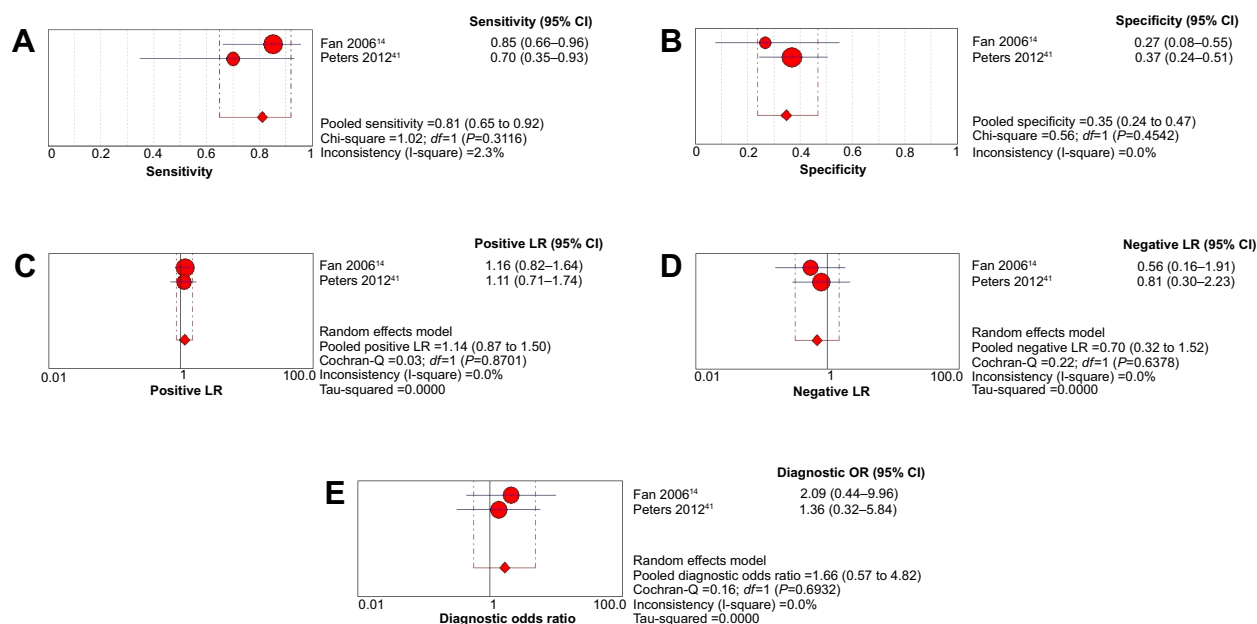 A
Sensitivity (95% CI)
Fan 2006¹⁴ 0.85 (0.66–0.96)
Peters 2012⁴¹ 0.70 (0.35–0.93)
Pooled sensitivity =0.81 (0.65 to 0.92)
Chi-square =1.02; df=1 (P=0.3116)
Inconsistency (I-square) =2.3%
0 0.2 0.4 0.6 0.8 1
Sensitivity
B
Specificity (95% CI)
Fan 2006¹⁴ 0.27 (0.08–0.55)
Peters 2012⁴¹ 0.37 (0.24–0.51)
Pooled specificity =0.35 (0.24 to 0.47)
Chi-square =0.56; df=1 (P=0.4542)
Inconsistency (I-square) =0.0%
0 0.2 0.4 0.6 0.8 1
Specificity
C
Positive LR (95% CI)
Fan 2006¹⁴ 1.16 (0.82–1.64)
Peters 2012⁴¹ 1.11 (0.71–1.74)
Random effects model
Pooled positive LR =1.14 (0.87 to 1.50)
Cochran-Q =0.03; df=1 (P=0.8701)
Inconsistency (I-square) =0.0%
Tau-squared =0.0000
0.01 1 100.0
Positive LR
D
Negative LR (95% CI)
Fan 2006¹⁴ 0.56 (0.16–1.91)
Peters 2012⁴¹ 0.81 (0.30–2.23)
Random effects model
Pooled negative LR =0.70 (0.32 to 1.52)
Cochran-Q =0.22; df=1 (P=0.6378)
Inconsistency (I-square) =0.0%
Tau-squared =0.0000
0.01 1 100.0
Negative LR
E
Diagnostic OR (95% CI)
Fan 2006¹⁴ 2.09 (0.44–9.96)
Peters 2012⁴¹ 1.36 (0.32–5.84)
Random effects model
Pooled diagnostic odds ratio =1.66 (0.57 to 4.82)
Cochran-Q =0.16; df=1 (P=0.6932)
Inconsistency (I-square) =0.0%
Tau-squared =0.0000
0.01 1 100.0
Diagnostic odds ratio